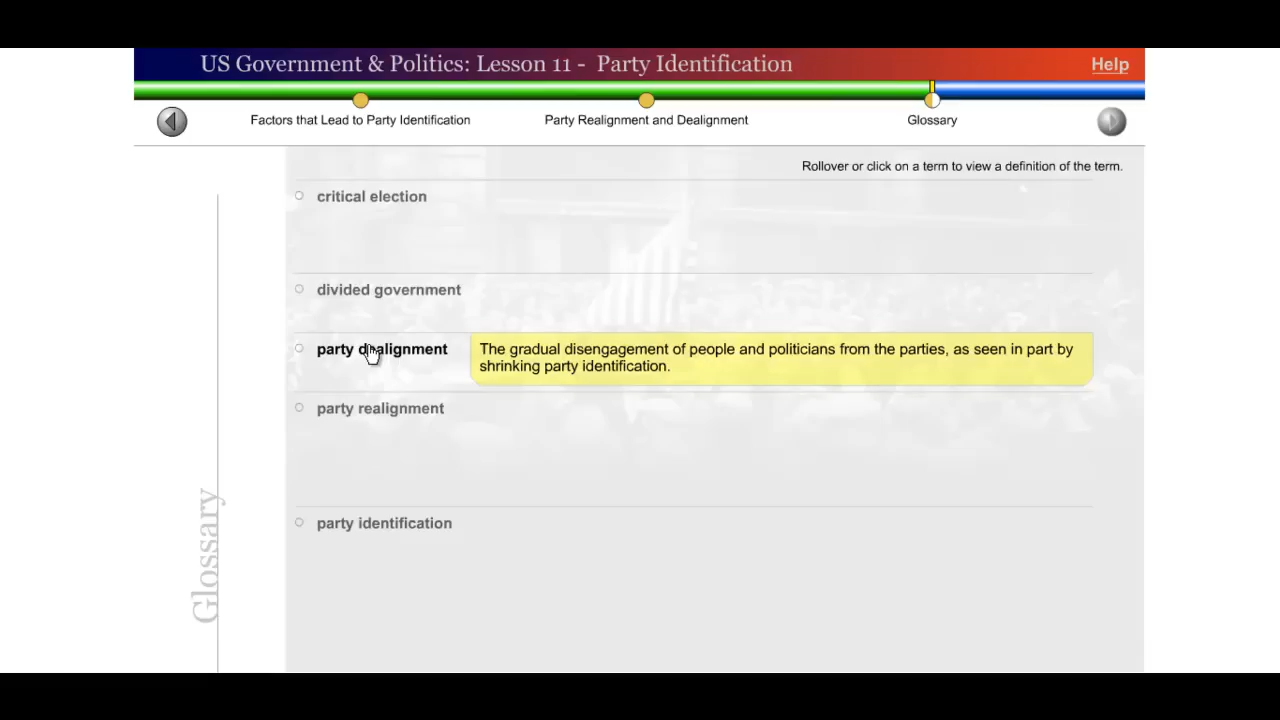 US Government & Politics: Lesson 11 - Party Identification
Help
Factors that Lead to Party Identification
Party Realignment and Dealignment
Glossary
Rollover or click on a term to view a definition of the term.
critical election
divided government
party dealignment
The gradual disengagement of people and politicians from the parties, as seen in part by
shrinking party identification.
party realignment
party identification
Glossary